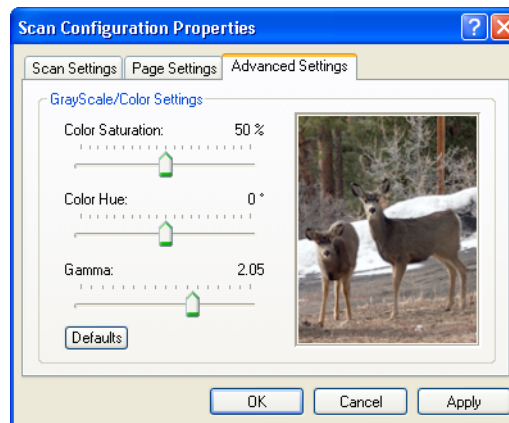 Scan Configuration Properties
Scan Settings Page Settings Advanced Settings
GrayScale/Color Settings
Color Saturation: 50 %
Color Hue: 0 °
Gamma: 2.05
Defaults
OK Cancel Apply